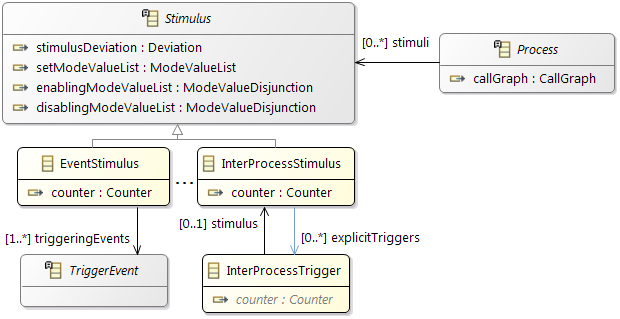 Stimulus
stimulusDeviation : Deviation
setModeValueList : ModeValueList
enablingModeValueList : ModeValueDisjunction
disablingModeValueList : ModeValueDisjunction
[0..*] stimuli
Process
callGraph : CallGraph
EventStimulus
counter : Counter
...
InterProcessStimulus
counter : Counter
[1..*] triggeringEvents
[0..1] stimulus
[0..*] explicitTriggers
TriggerEvent
InterProcessTrigger
counter : Counter